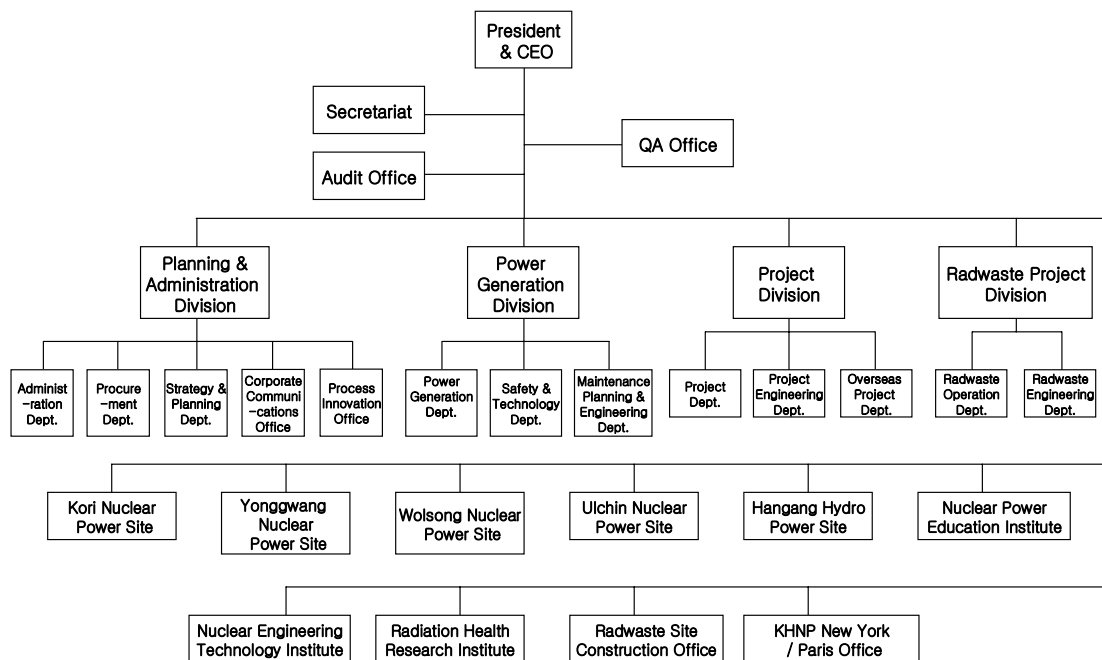 President
& CEO
Secretariat
QA Office
Audit Office
Planning &
Administration
Division
Power
Generation
Division
Project
Division
Radwaste Project
Division
Administ
-ration
Dept.
Procure
-ment
Dept.
Strategy &
Planning
Dept.
Corporate
Communi
-cations
Office
Process
Innovation
Office
Power
Generation
Dept.
Safety &
Technology
Dept.
Maintenance
Planning &
Engineering
Dept.
Project
Dept.
Project
Engineering
Dept.
Overseas
Project
Dept.
Radwaste
Operation
Dept.
Radwaste
Engineering
Dept.
Kori Nuclear
Power Site
Yonggwang
Nuclear
Power Site
Wolsong Nuclear
Power Site
Ulchin Nuclear
Power Site
Hangang Hydro
Power Site
Nuclear Power
Education Institute
Nuclear Engineering
Technology Institute
Radiation Health
Research Institute
Radwaste Site
Construction Office
KHNP New York
/ Paris Office